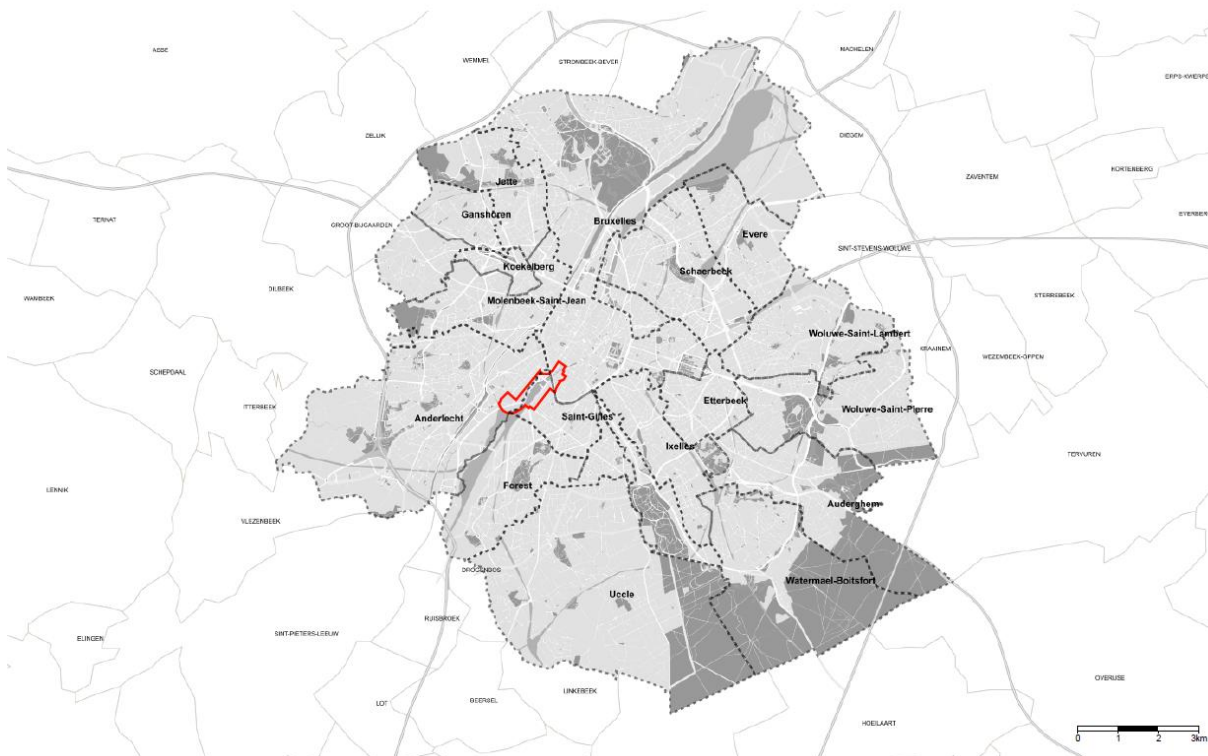 ASSE
WEMMEL
STROMBEEK-BEVER
MACHELEN
ERPS-KWERPS
ZELLIK
DIEGEM
ZAVENTEM
KORTENBERG
Jette
TERNAT
Ganshoren
GROOT-BIJGAARDEN
Bruxelles
Evere
EVERBER
SINT-STEVENS-WOLUWE
Koekelberg
Schaerbeek
WAMBEEK
DILBEEK
Molenbeek-Saint-Jean
STERREBEEK
Woluwe-Saint-Lambert
KRAAINEM
WEZEMBEEK-OPPEM
SCHEPDAAL
ITTERBEEK
Anderlecht
Saint-Gilles
Etterbeek
Woluwe-Saint-Pierre
Ixelles
TERVUREN
LENNIK
Forest
Auderghem
VLEZENBEEK
DROGENBOS
Watermael-Boitsfort
Uccle
RUISBROEK
ELINGEN
SINT-PIETERS-LEEUW
OVERIJSE
LINKEBEEK
LOT
BEERSEL
HOEILAART
0 1 2 3km